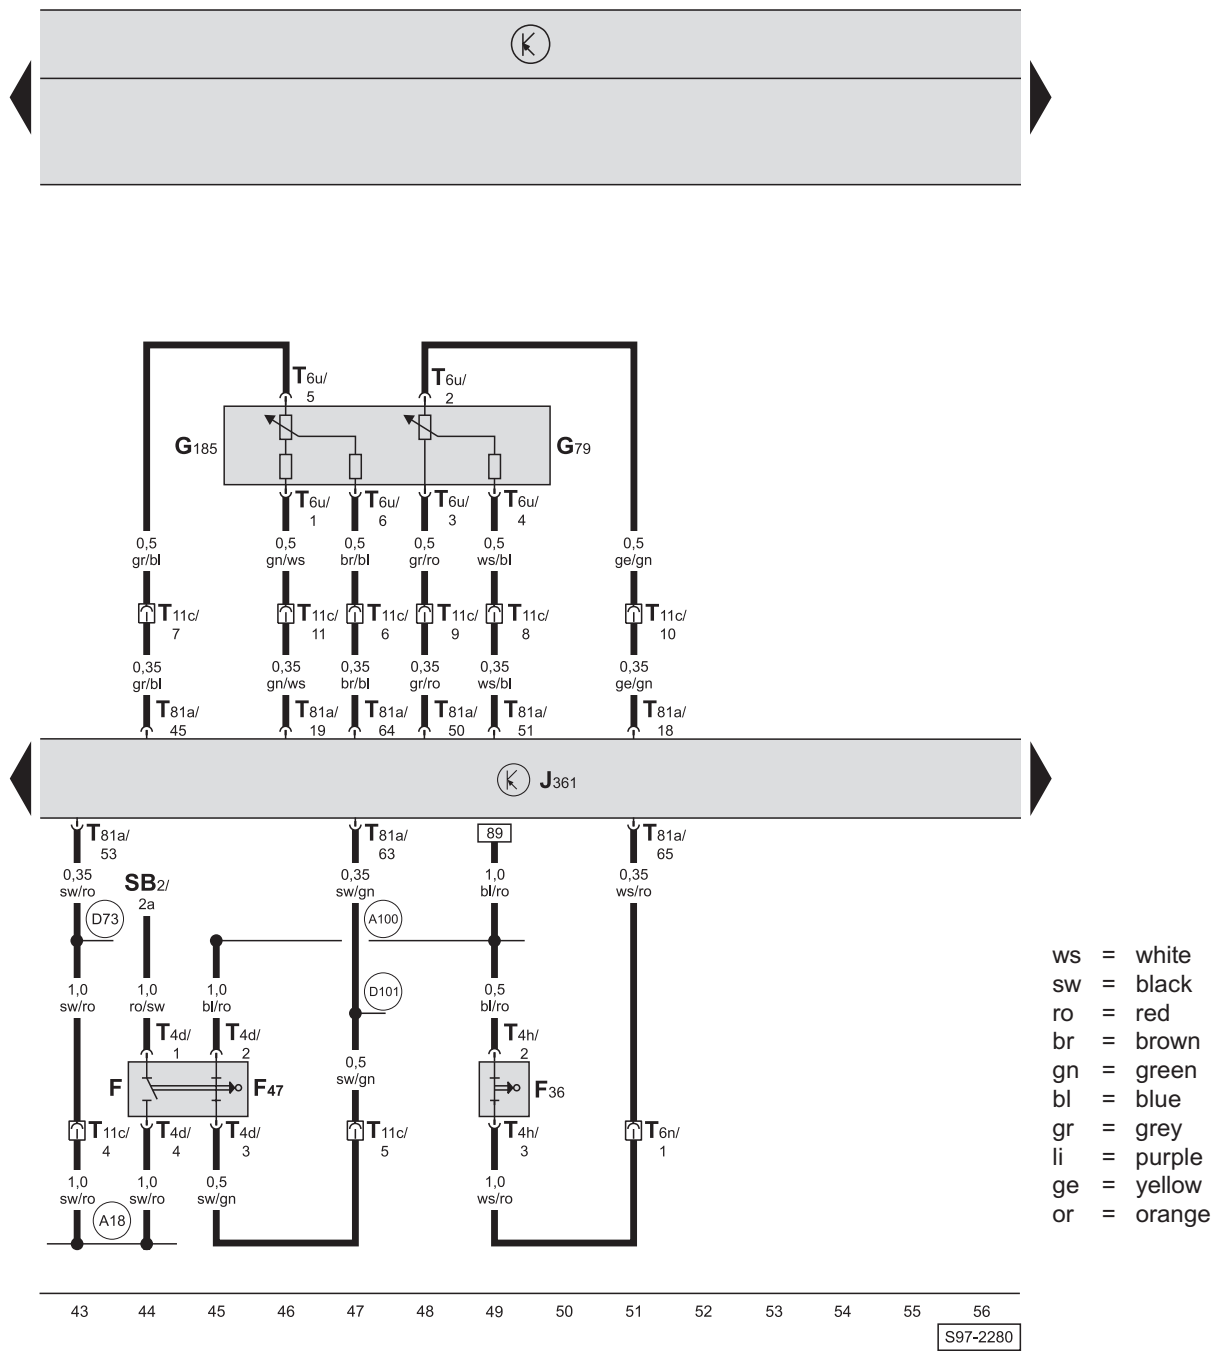 T6u/ T6u/
5 2
G185 G79
T6u/ T6u/ T6u/ T6u/
1 6 3 4
0,5 0,5 0,5 0,5 0,5 0,5
gr/bl gn/ws br/bl gr/ro ws/bl ge/gn
T11c/ T11c/ T11c/ T11c/ T11c/ T11c/
7 11 6 9 8 10
0,35 0,35 0,35 0,35 0,35 0,35
gr/bl gn/ws br/bl gr/ro ws/bl ge/gn
T81a/ T81a/ T81a/ T81a/ T81a/ T81a/
45 19 64 50 51 18
J361
T81a/ T81a/ 89 T81a/
53 63 65
0,35 0,35 1,0 0,35
sw/ro SB2/ sw/gn bl/ro ws/ro
2a
D73 A100
1,0 1,0 1,0 D101 0,5
sw/ro ro/sw bl/ro bl/ro
T4d/ T4d/ T4h/
1 2 2
0,5
sw/gn
F F47 F36
T11c/ T4d/ T4d/ T11c/ T4h/ T6n/
4 4 3 5 3 1
1,0 1,0 0,5 1,0
sw/ro sw/ro sw/gn ws/ro
A18
43 44 45 46 47 48 49 50 51 52 53 54 55 56
S97-2280
ws = white
sw = black
ro = red
br = brown
gn = green
bl = blue
gr = grey
li = purple
ge = yellow
or = orange